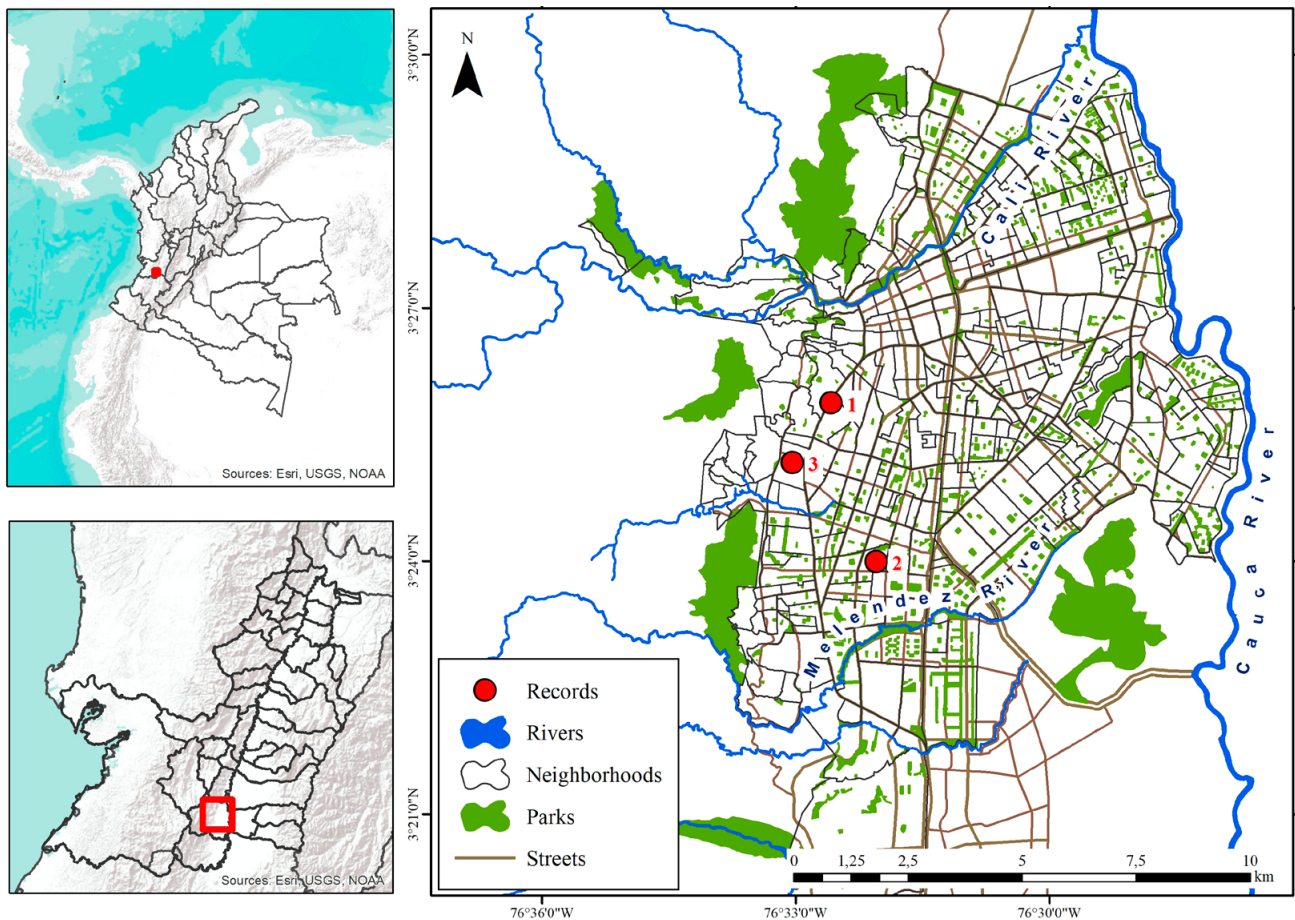 Sources: Esri, USGS, NOAA
Sources: Esri, USGS, NOAA
N
3°30'0"N
3°27'0"N
3°24'0"N
3°21'0"N
Cali River
Cauca River
Melendez River
1
3
2
Records
Rivers
Neighborhoods
Parks
Streets
0 1,25 2,5 5 7,5 10
km
76°36'0"W 76°33'0"W 76°30'0"W